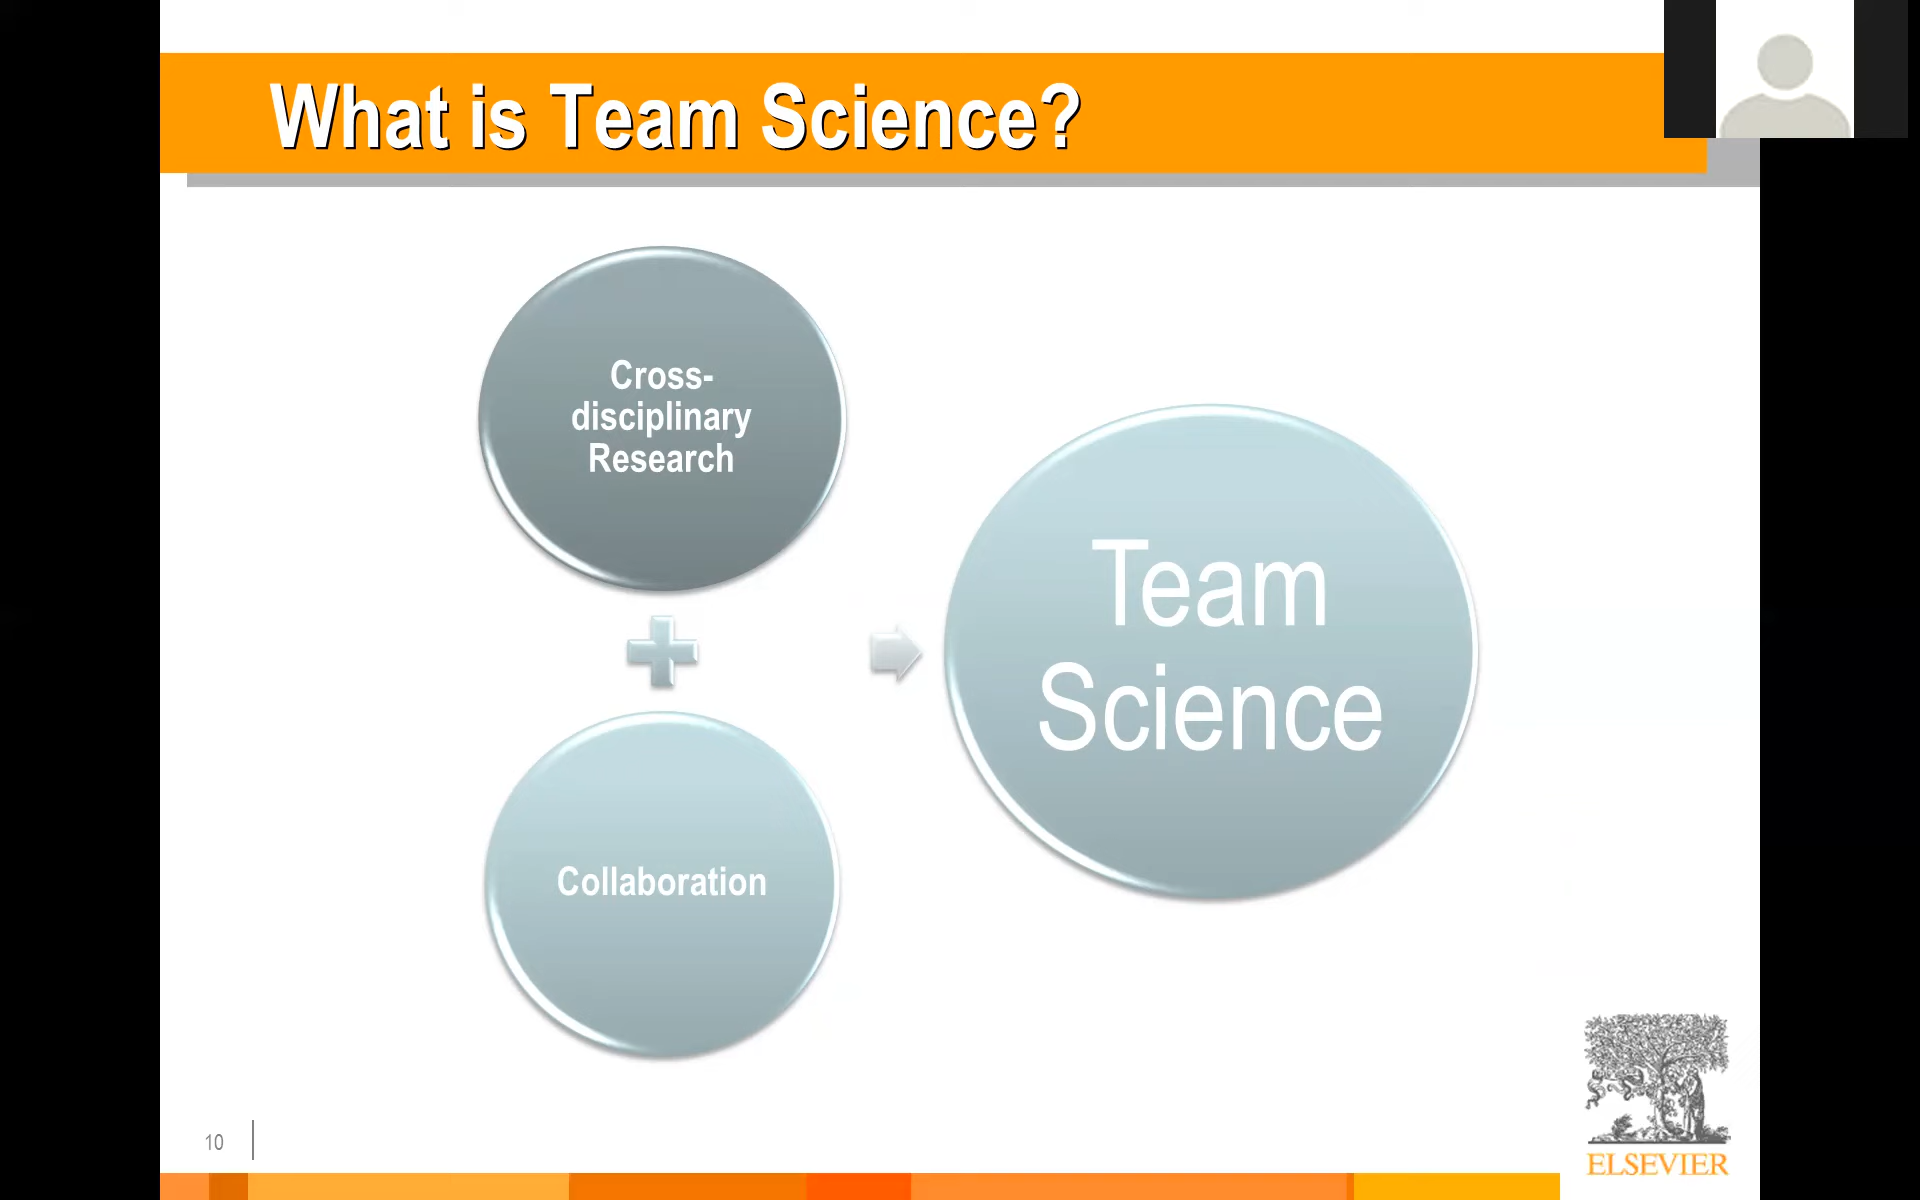 What is Team Science?
Cross-
disciplinary
Research
Collaboration
Team
Science
10
ELSEVIER